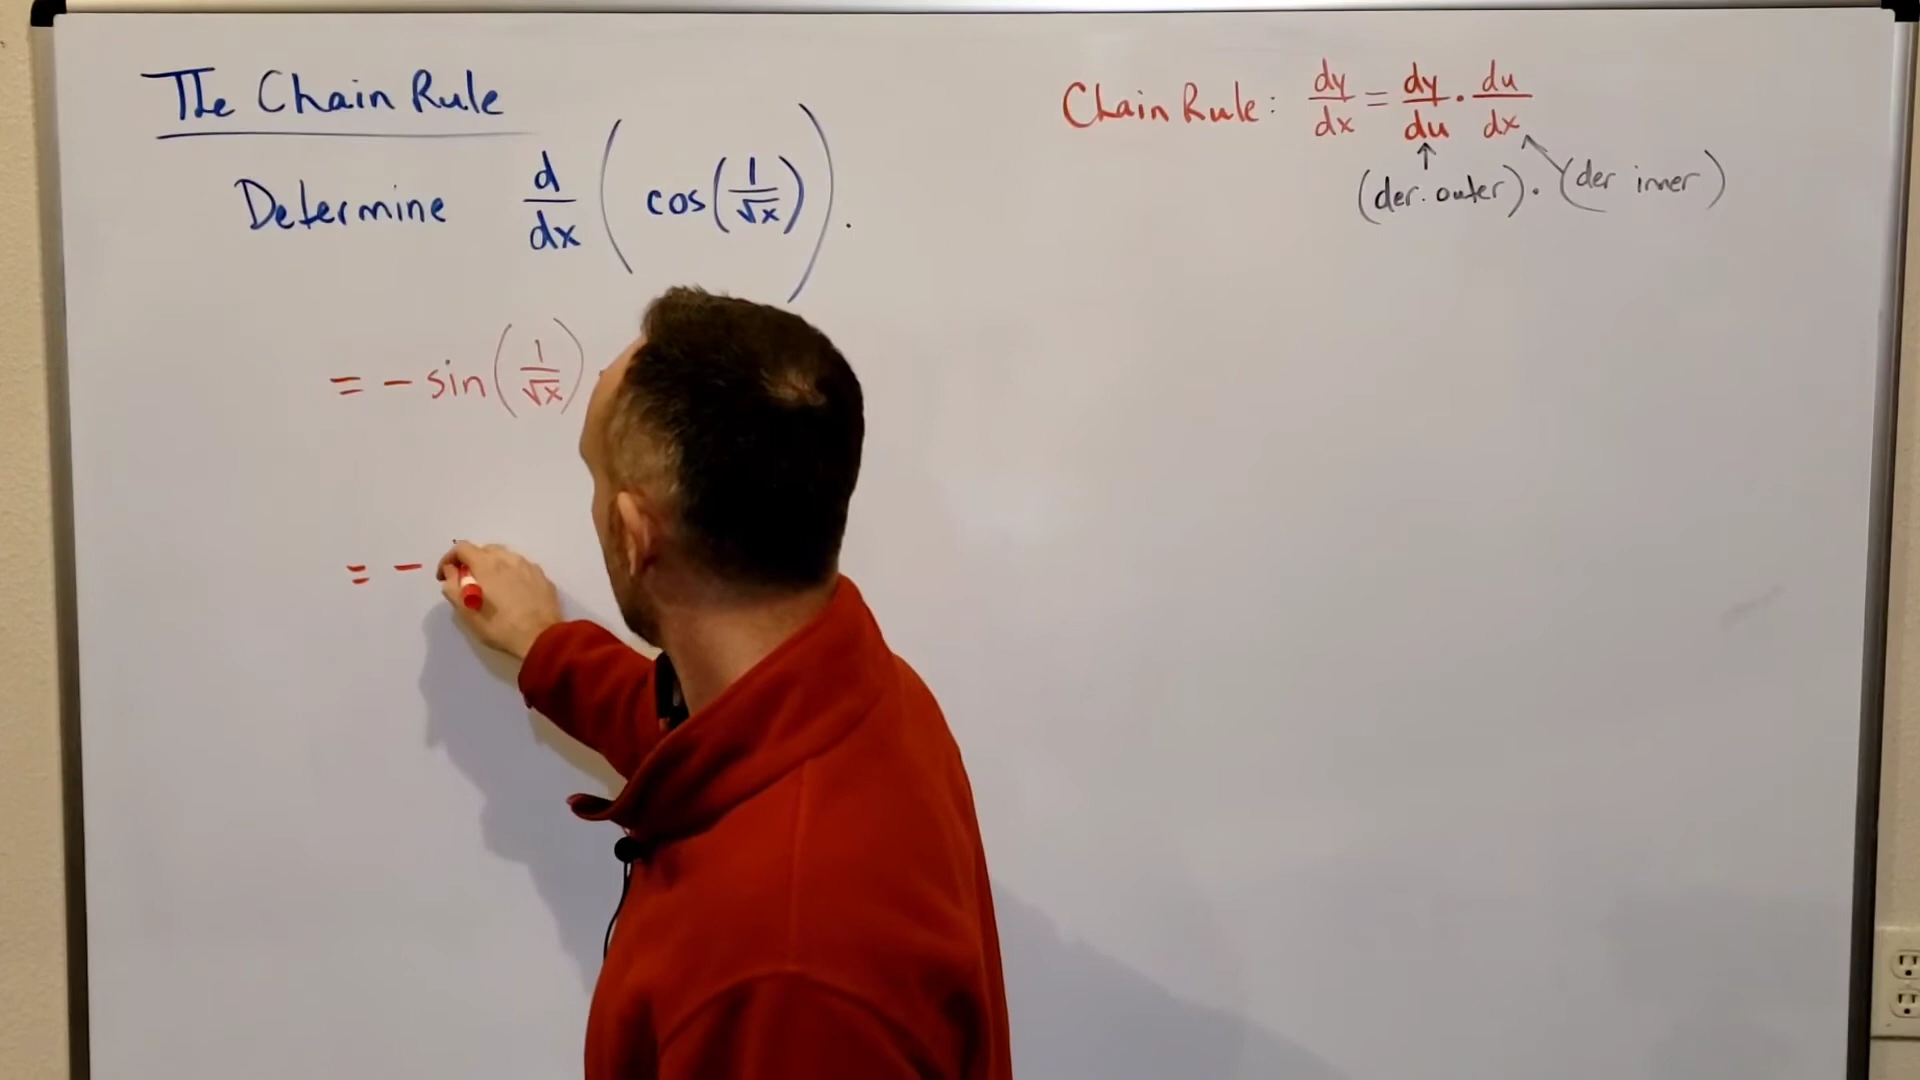 The Chain Rule
Determine d/dx ( cos(1/√x) ) .
= - sin(1/√x) ·
= -
Chain Rule: dy/dx = dy/du · du/dx
(der. outer) · (der inner)